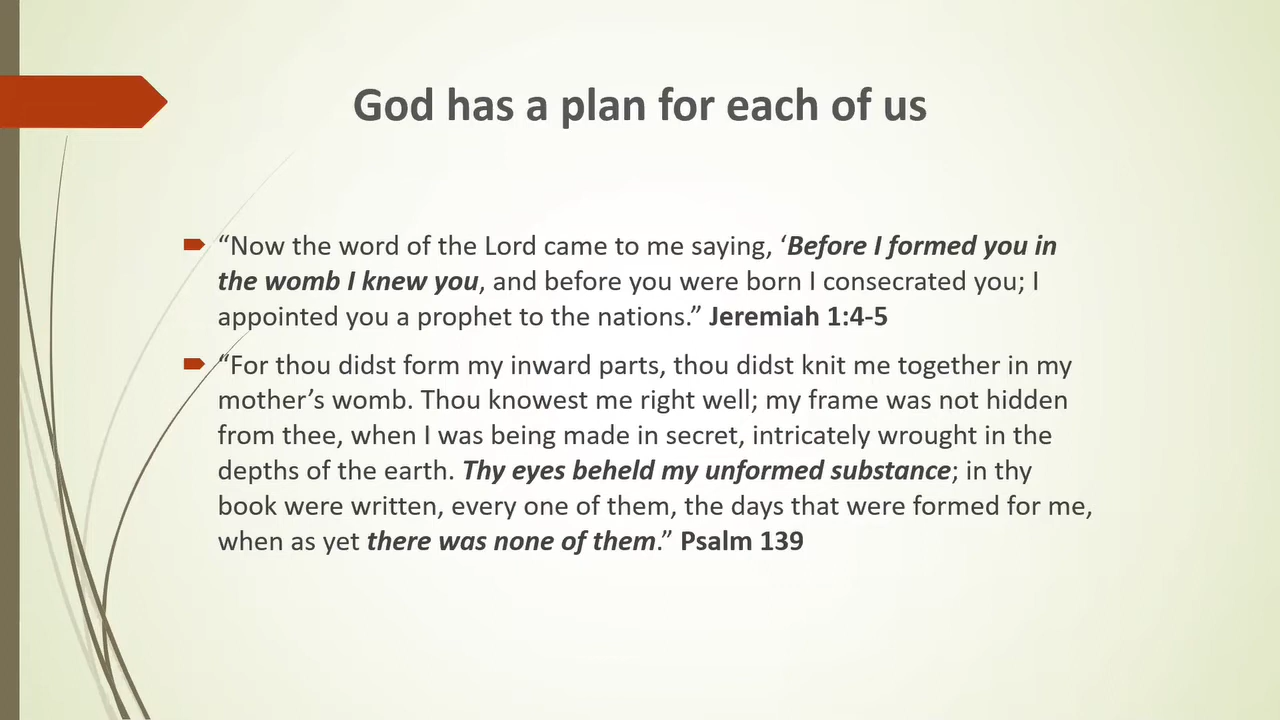 God has a plan for each of us
“Now the word of the Lord came to me saying, ‘Before I formed you in
the womb I knew you, and before you were born I consecrated you; I
appointed you a prophet to the nations.” Jeremiah 1:4-5
“For thou didst form my inward parts, thou didst knit me together in my
mother’s womb. Thou knowest me right well; my frame was not hidden
from thee, when I was being made in secret, intricately wrought in the
depths of the earth. Thy eyes beheld my unformed substance; in thy
book were written, every one of them, the days that were formed for me,
when as yet there was none of them.” Psalm 139